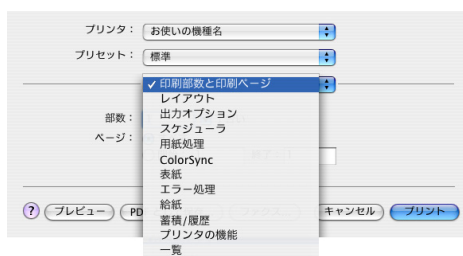 プリンタ： お使いの機種名
プリセット： 標準
✓ 印刷部数と印刷ページ
レイアウト
部数：
出力オプション
スケジューラ
ページ：
用紙処理
ColorSync
表紙
エラー処理
給紙
蓄積/履歴
プリンタの機能
一覧
? プレビュー PD キャンセル プリント